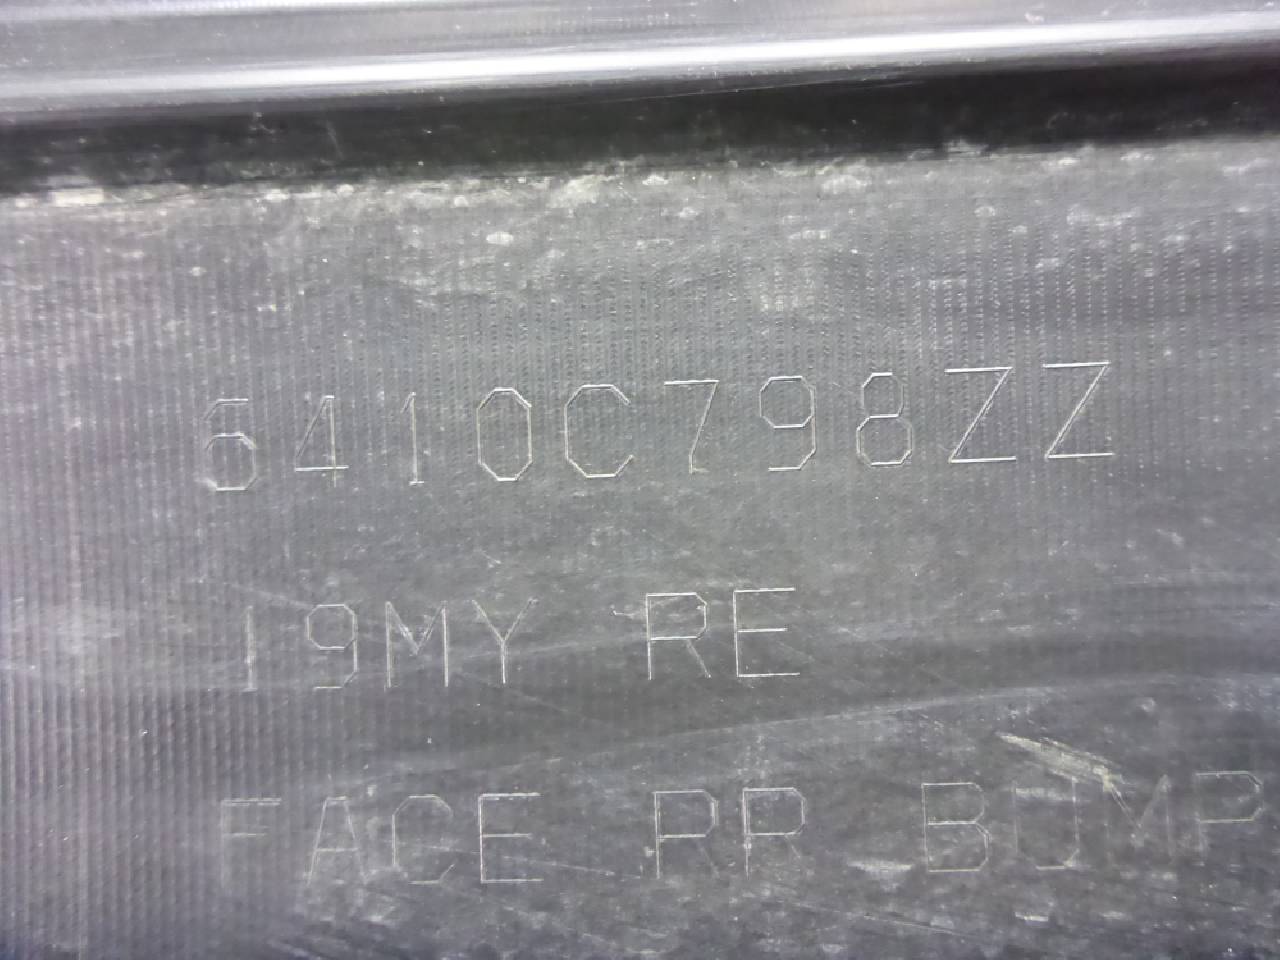 6410C798ZZ
19MY RE
FACE RR BUMP